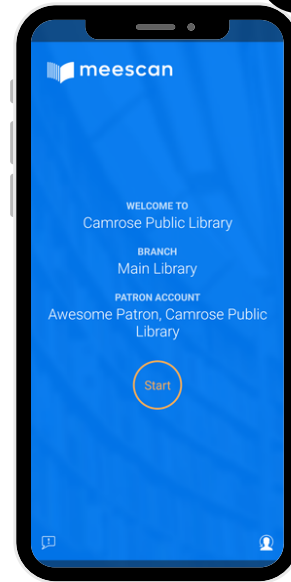 meescan
WELCOME TO
Camrose Public Library
BRANCH
Main Library
PATRON ACCOUNT
Awesome Patron, Camrose Public
Library
Start